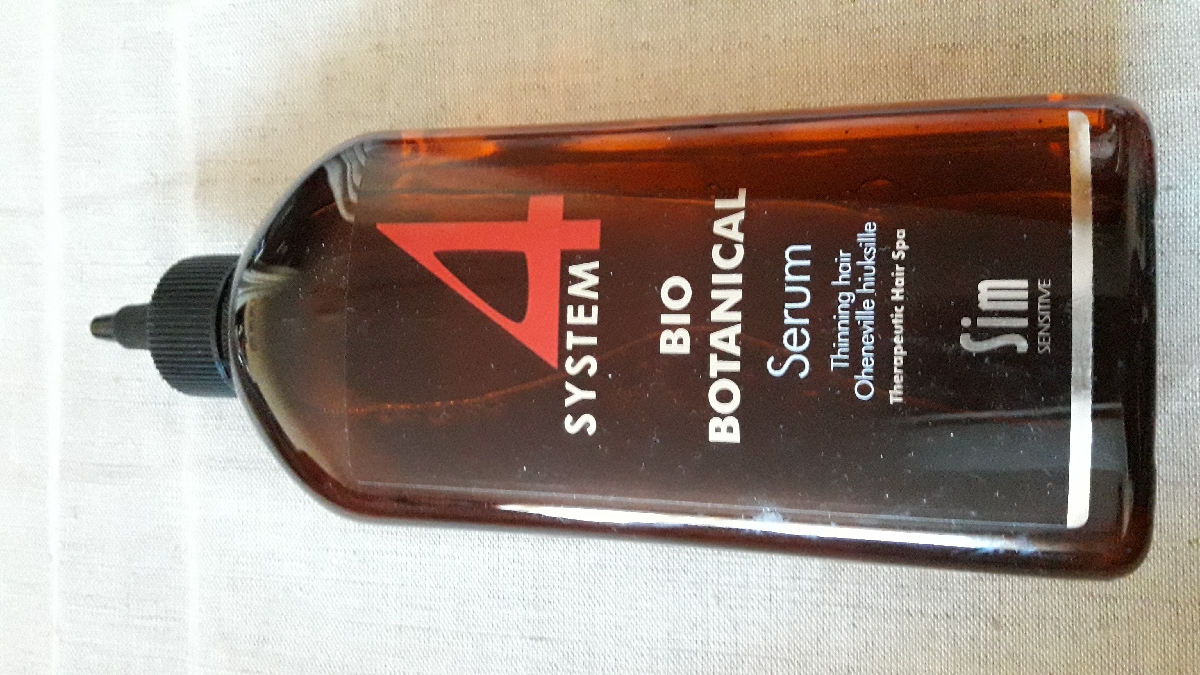 4
SYSTEM
BIO
BOTANICAL
Serum
Thinning hair
Oheneville hiuksille
Therapeutic Hair Spa
Sim
SENSITIVE